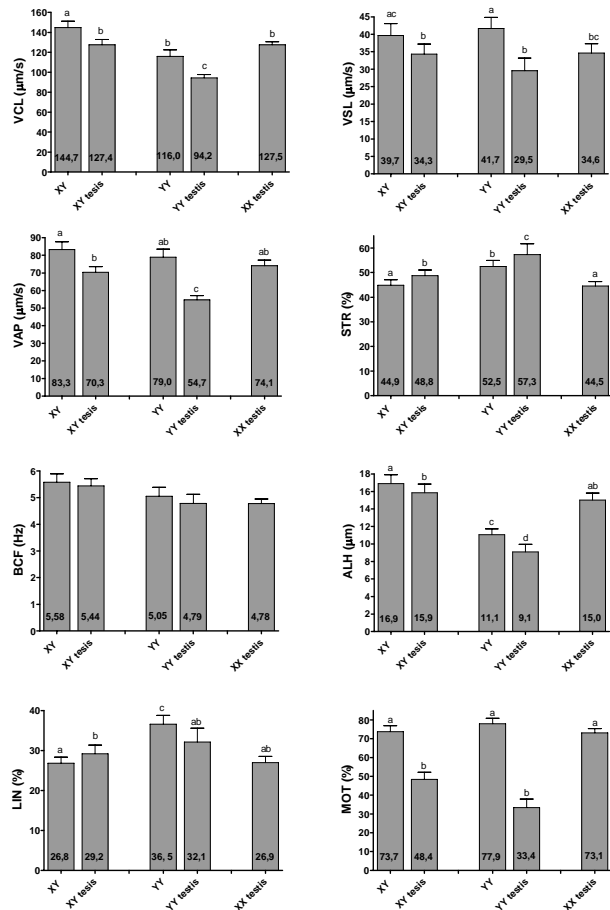 VCL (µm/s)
160
140
120
100
80
60
40
20
0
a
b
b
c
b
144,7
127,4
116,0
94,2
127,5
XY
XY testis
YY
YY testis
XX testis
VSL (µm/s)
45
40
35
30
25
20
15
10
5
0
ac
b
a
b
bc
39,7
34,3
41,7
29,5
34,6
XY
XY testis
YY
YY testis
XX testis
VAP (µm/s)
90
80
70
60
50
40
30
20
10
0
a
b
ab
c
ab
83,3
70,3
79,0
54,7
74,1
XY
XY testis
YY
YY testis
XX testis
STR (%)
60
50
40
30
20
10
0
a
b
b
c
a
44,9
48,8
52,5
57,3
44,5
XY
XY testis
YY
YY testis
XX testis
BCF (Hz)
6
5
4
3
2
1
0
5,58
5,44
5,05
4,79
4,78
XY
XY tesis
YY
YY testis
XX testis
ALH (µm)
18
16
14
12
10
8
6
4
2
0
a
b
c
d
ab
16,9
15,9
11,1
9,1
15,0
XY
XY testis
YY
YY testis
XX testis
LIN (%)
40
30
20
10
0
a
b
c
ab
ab
26,8
29,2
36, 5
32,1
26,9
XY
XY testis
YY
YY testis
XX testis
MOT (%)
80
70
60
50
40
30
20
10
0
a
b
a
b
a
73,7
48,4
77,9
33,4
73,1
XY
XY testis
YY
YY testis
XX testis